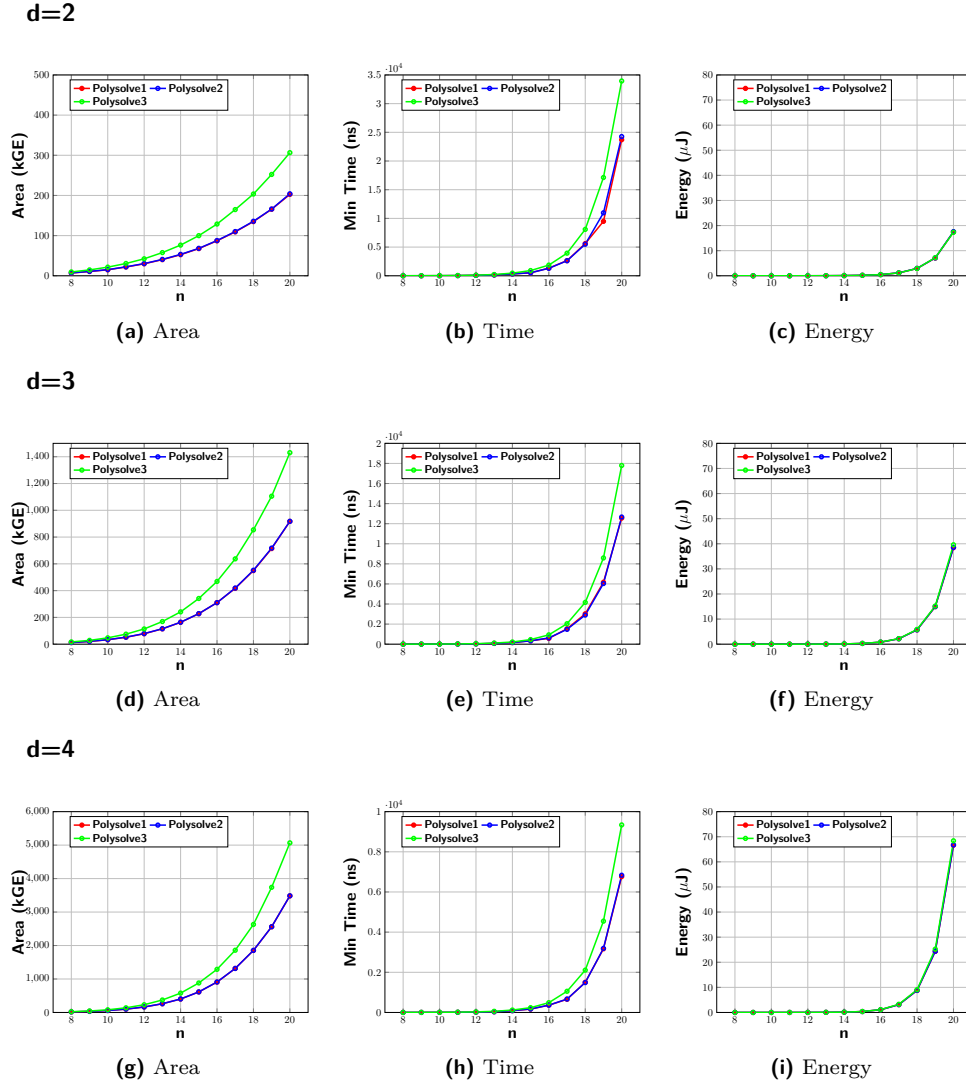 d=2
·10⁴
Area (kGE)
500
400
300
200
100
0
Polysolve1 Polysolve2
Polysolve3
8 10 12 14 16 18 20
n
Min Time (ns)
3.5
3
2.5
2
1.5
1
0.5
0
Polysolve1 Polysolve2
Polysolve3
8 10 12 14 16 18 20
n
Energy (μJ)
80
70
60
50
40
30
20
10
0
Polysolve1 Polysolve2
Polysolve3
8 10 12 14 16 18 20
n
(a) Area
(b) Time
(c) Energy
d=3
·10⁴
Area (kGE)
1,400
1,200
1,000
800
600
400
200
0
Polysolve1 Polysolve2
Polysolve3
8 10 12 14 16 18 20
n
Min Time (ns)
2
1.8
1.6
1.4
1.2
1
0.8
0.6
0.4
0.2
0
Polysolve1 Polysolve2
Polysolve3
8 10 12 14 16 18 20
n
Energy (μJ)
80
70
60
50
40
30
20
10
0
Polysolve1 Polysolve2
Polysolve3
8 10 12 14 16 18 20
n
(d) Area
(e) Time
(f) Energy
d=4
·10⁴
Area (kGE)
6,000
5,000
4,000
3,000
2,000
1,000
0
Polysolve1 Polysolve2
Polysolve3
8 10 12 14 16 18 20
n
Min Time (ns)
1
0.8
0.6
0.4
0.2
0
Polysolve1 Polysolve2
Polysolve3
8 10 12 14 16 18 20
n
Energy (μJ)
80
70
60
50
40
30
20
10
0
Polysolve1 Polysolve2
Polysolve3
8 10 12 14 16 18 20
n
(g) Area
(h) Time
(i) Energy